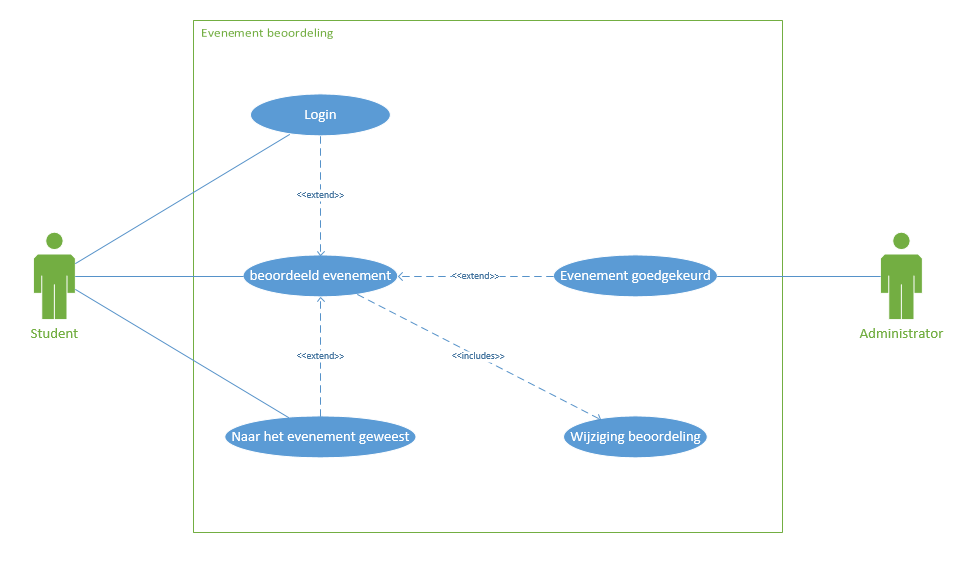 Evenement beoordeling
Login
<<extend>>
beoordeeld evenement
<<extend>>
Evenement goedgekeurd
Student
Administrator
<<extend>>
<<includes>>
Naar het evenement geweest
Wijziging beoordeling